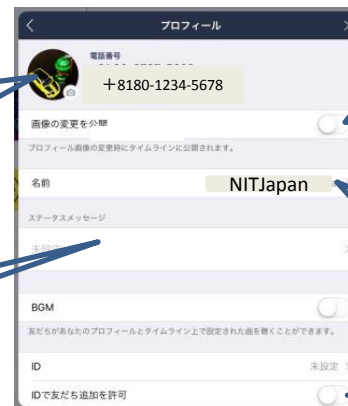 プロフィール
電話番号
+8180-1234-5678
画像の変更を公開
プロフィール画像の変更時にタイムラインに公開されます。
名前
NITJapan
ステータスメッセージ
未設定
BGM
友だちがあなたのプロフィールとタイムライン上で設定された曲を聴くことができます。
ID
未設定
IDで友だち追加を許可